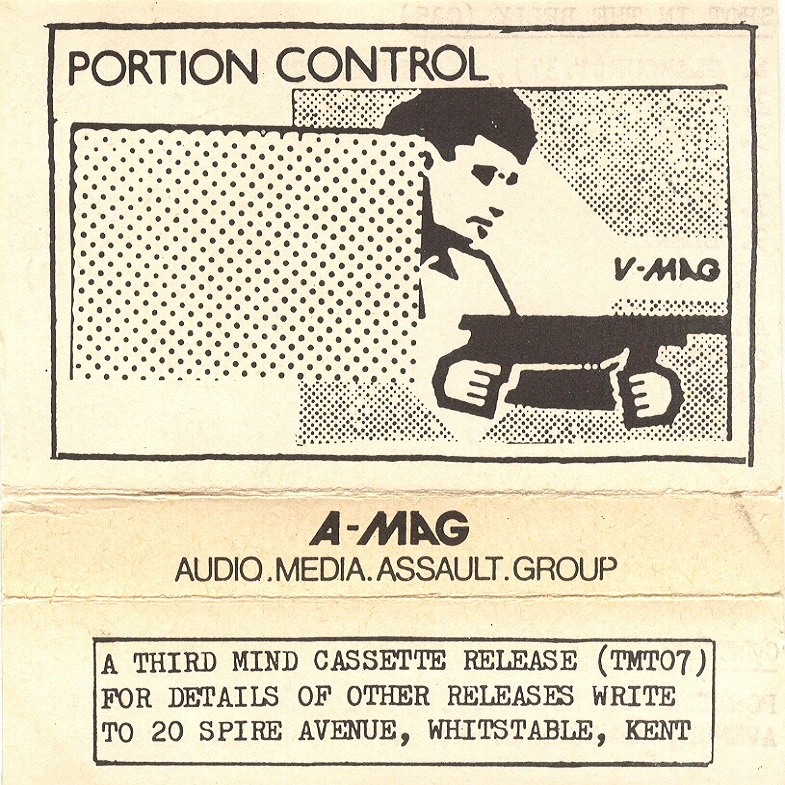 PORTION CONTROL
V-MAG
A-MAG
AUDIO.MEDIA.ASSAULT.GROUP
A THIRD MIND CASSETTE RELEASE (TMT07)
FOR DETAILS OF OTHER RELEASES WRITE
TO 20 SPIRE AVENUE, WHITSTABLE, KENT